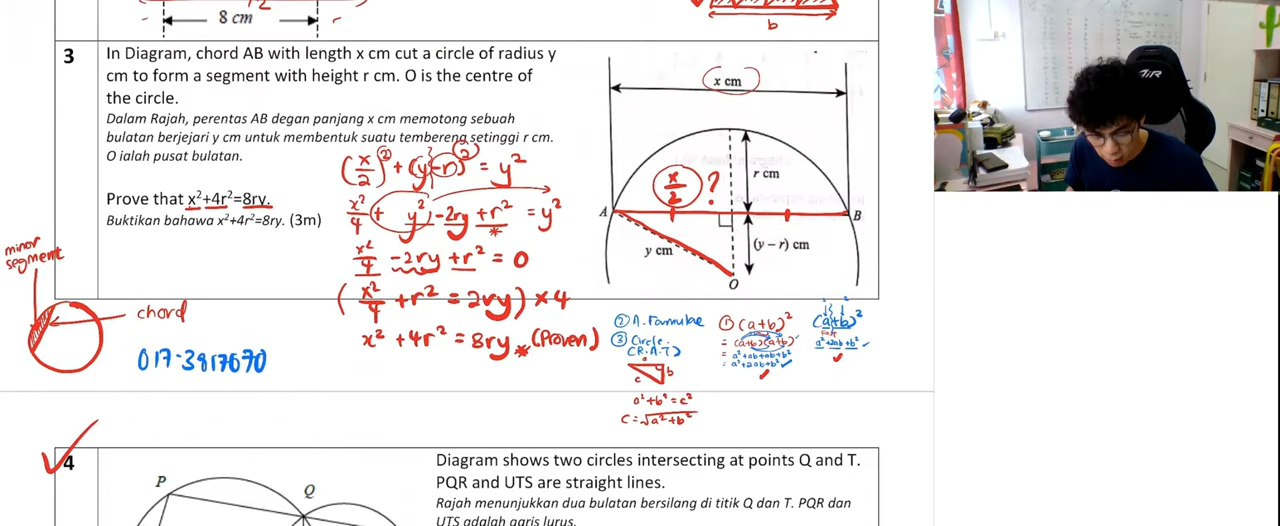 8 cm
b
3
In Diagram, chord AB with length x cm cut a circle of radius y
cm to form a segment with height r cm. O is the centre of
the circle.
Dalam Rajah, perentas AB degan panjang x cm memotong sebuah
bulatan berjejari y cm untuk membentuk suatu tembereng setinggi r cm.
O ialah pusat bulatan.
Prove that x²+4r²=8ry.
Buktikan bahawa x²+4r²=8ry. (3m)
(x/2)² + (y-r)² = y²
x²/4 + y² -2ry +r² = y²
x²/4 -2ry +r² = 0
(x²/4 +r² = 2ry) ×4
x² +4r² = 8ry * (Proven)
minor
segment
chord
017-3817070
x cm
r cm
x/2 ?
A
B
y cm
(y – r) cm
O
② A. Formulae
③ Circle
(R.A.T)
a
b
c
a²+b²=c²
c=√a²+b²
① (a+b)²
= (a+b)(a+b)
= a²+ab+ab+b²
= a²+2ab+b²
(a+b)²
a²+2ab+b²
4
Diagram shows two circles intersecting at points Q and T.
PQR and UTS are straight lines.
Rajah menunjukkan dua bulatan bersilang di titik Q dan T. PQR dan
UTS adalah garis lurus.
P
Q